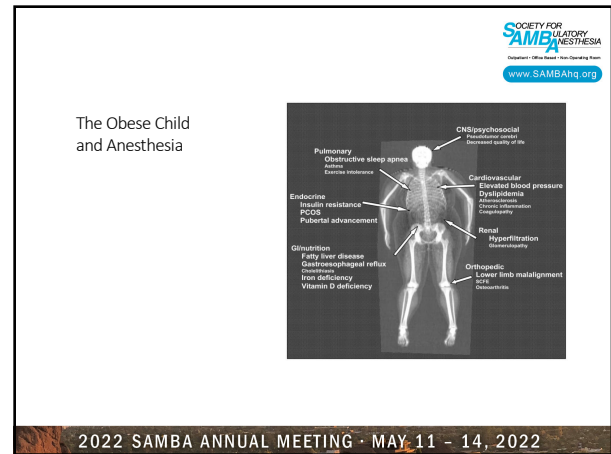 SOCIETY FOR
AMBULATORY
ANESTHESIA
Outpatient • Office Based • Non-Operating Room
www.SAMBAhq.org
The Obese Child
and Anesthesia
CNS/psychosocial
Pseudotumor cerebri
Decreased quality of life
Pulmonary
Obstructive sleep apnea
Asthma
Exercise intolerance
Cardiovascular
Elevated blood pressure
Dyslipidemia
Atherosclerosis
Chronic inflammation
Coagulopathy
Endocrine
Insulin resistance
PCOS
Pubertal advancement
Renal
Hyperfiltration
Glomerulopathy
GI/nutrition
Fatty liver disease
Gastroesophageal reflux
Cholelithiasis
Iron deficiency
Vitamin D deficiency
Orthopedic
Lower limb malalignment
SCFE
Osteoarthritis
2022 SAMBA ANNUAL MEETING · MAY 11 – 14, 2022